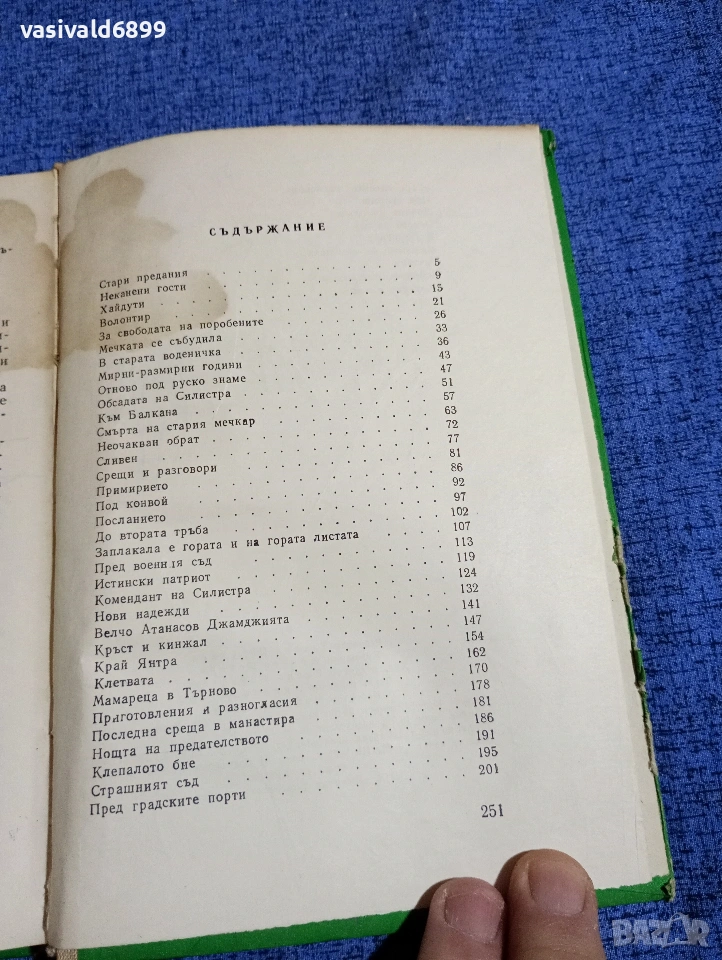 vasivald6899
ъ-
и
н
а
е
СЪДЪРЖАНИЕ
Стари предания . . . . . . . . . . 5
Неканени гости . . . . . . . . . . 9
Хайдути . . . . . . . . . . 15
Волонтир . . . . . . . . . . 21
За свободата на поробените . . . . . . . . 26
Мечката се събудила . . . . . . . . 33
В старата воденичка . . . . . . . . 36
Мирни-размирни години . . . . . . . . 43
Отново под руско знаме . . . . . . . . 47
Обсадата на Силистра . . . . . . . . 51
Към Балкана . . . . . . . . . . 57
Смърта на стария мечкар . . . . . . . . 63
Неочакван обрат . . . . . . . . . 72
Сливен . . . . . . . . . . 77
Срещи и разговори . . . . . . . . . 81
Примирието . . . . . . . . . . 86
Под конвой . . . . . . . . . . 92
Посланието . . . . . . . . . . 97
До втора тръба . . . . . . . . . 102
Заплакала е гората и на гората листата . . . . . 107
Пред военния съд . . . . . . . . . 113
Истински патриот . . . . . . . . . 119
Комендант на Силистра . . . . . . . . 124
Нови надежди . . . . . . . . . . 132
Велчо Атанасов Джамджията . . . . . . . 141
Кръст и кинжал . . . . . . . . . 147
Край Янтра . . . . . . . . . . 154
Клетвата . . . . . . . . . . 162
Мамареца в Търново . . . . . . . . 170
Приготовления и разногласия . . . . . . . 178
Последна среща в манастира . . . . . . . 181
Нощта на предателството . . . . . . . . 186
Клепалото бие . . . . . . . . . 191
Страшният съд . . . . . . . . . 195
Пред градските порти . . . . . . . . 201
251
BAZAR